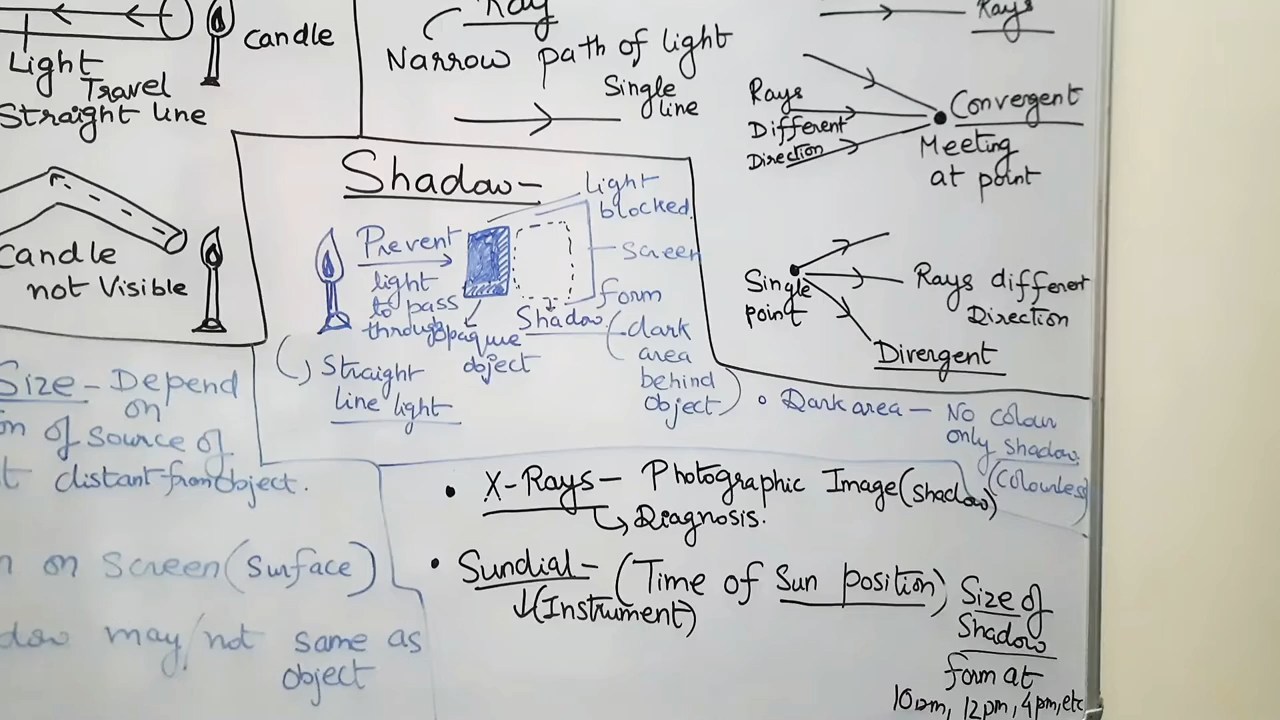 Candle
Light
Travel
Straight line
Candle
not Visible
Ray
Narrow path of light
Single
line
Rays
Rays
Different
Direction
Convergent
Meeting
at point
Single
point
Rays different
Direction
Divergent
Shadow-
Light
blocked
Screen
form
Prevent
light
to pass
through
Opaque
object
Shadow
(dark
area
behind
object)
Straight
line light
• Dark area - No colour
only shadow
(Colourless)
Size - Depend
on
on of source of
t distant from object.
n on Screen (Surface)
dow may/not same as
object
• X-Rays - Photographic Image (shadow)
Diagnosis.
• Sundial - (Time of Sun position)
(Instrument)
Size of
Shadow
form at
10am, 12pm, 4pm, etc